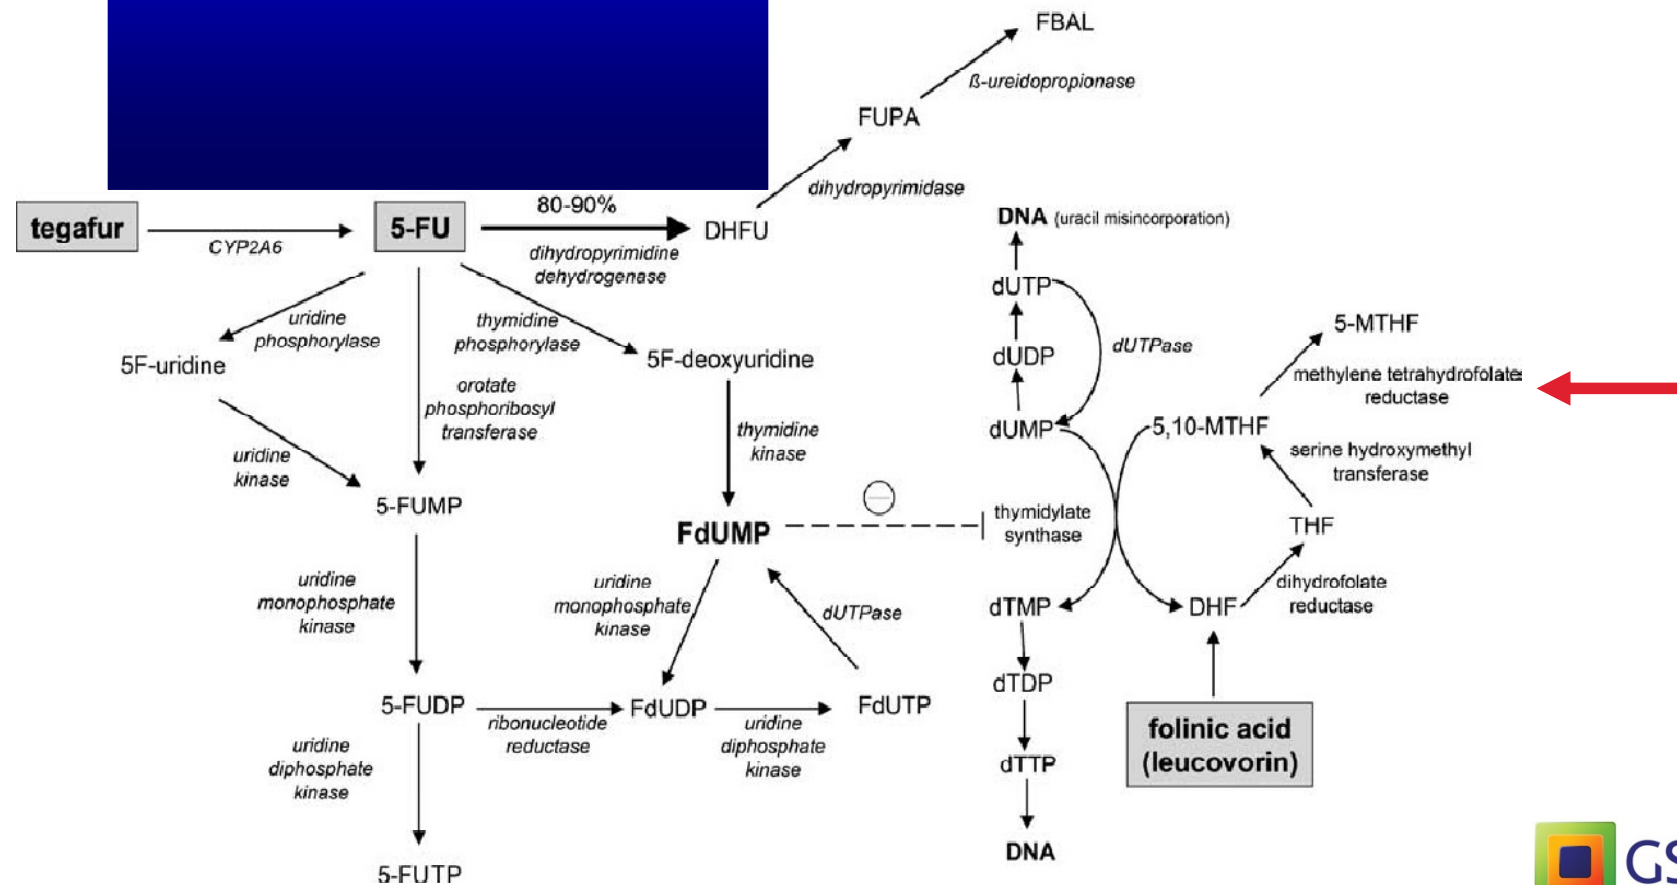 FBAL
ß-ureidopropionase
FUPA
dihydropyrimidase
tegafur
CYP2A6
5-FU
80-90%
dihydropyrimidine
dehydrogenase
DHFU
uridine
phosphorylase
thymidine
phosphorylase
5F-uridine
orotate
phosphoribosyl
transferase
5F-deoxyuridine
uridine
kinase
thymidine
kinase
5-FUMP
FdUMP
uridine
monophosphate
kinase
uridine
monophosphate
kinase
dUTPase
5-FUDP
ribonucleotide
reductase
FdUDP
uridine
diphosphate
kinase
FdUTP
uridine
diphosphate
kinase
5-FUTP
DNA (uracil misincorporation)
dUTP
dUDP
dUTPase
dUMP
thymidylate
synthase
dTMP
dTDP
dTTP
DNA
5-MTHF
methylene tetrahydrofolate
reductase
5,10-MTHF
serine hydroxymethyl
transferase
THF
dihydrofolate
reductase
DHF
folinic acid
(leucovorin)
GS